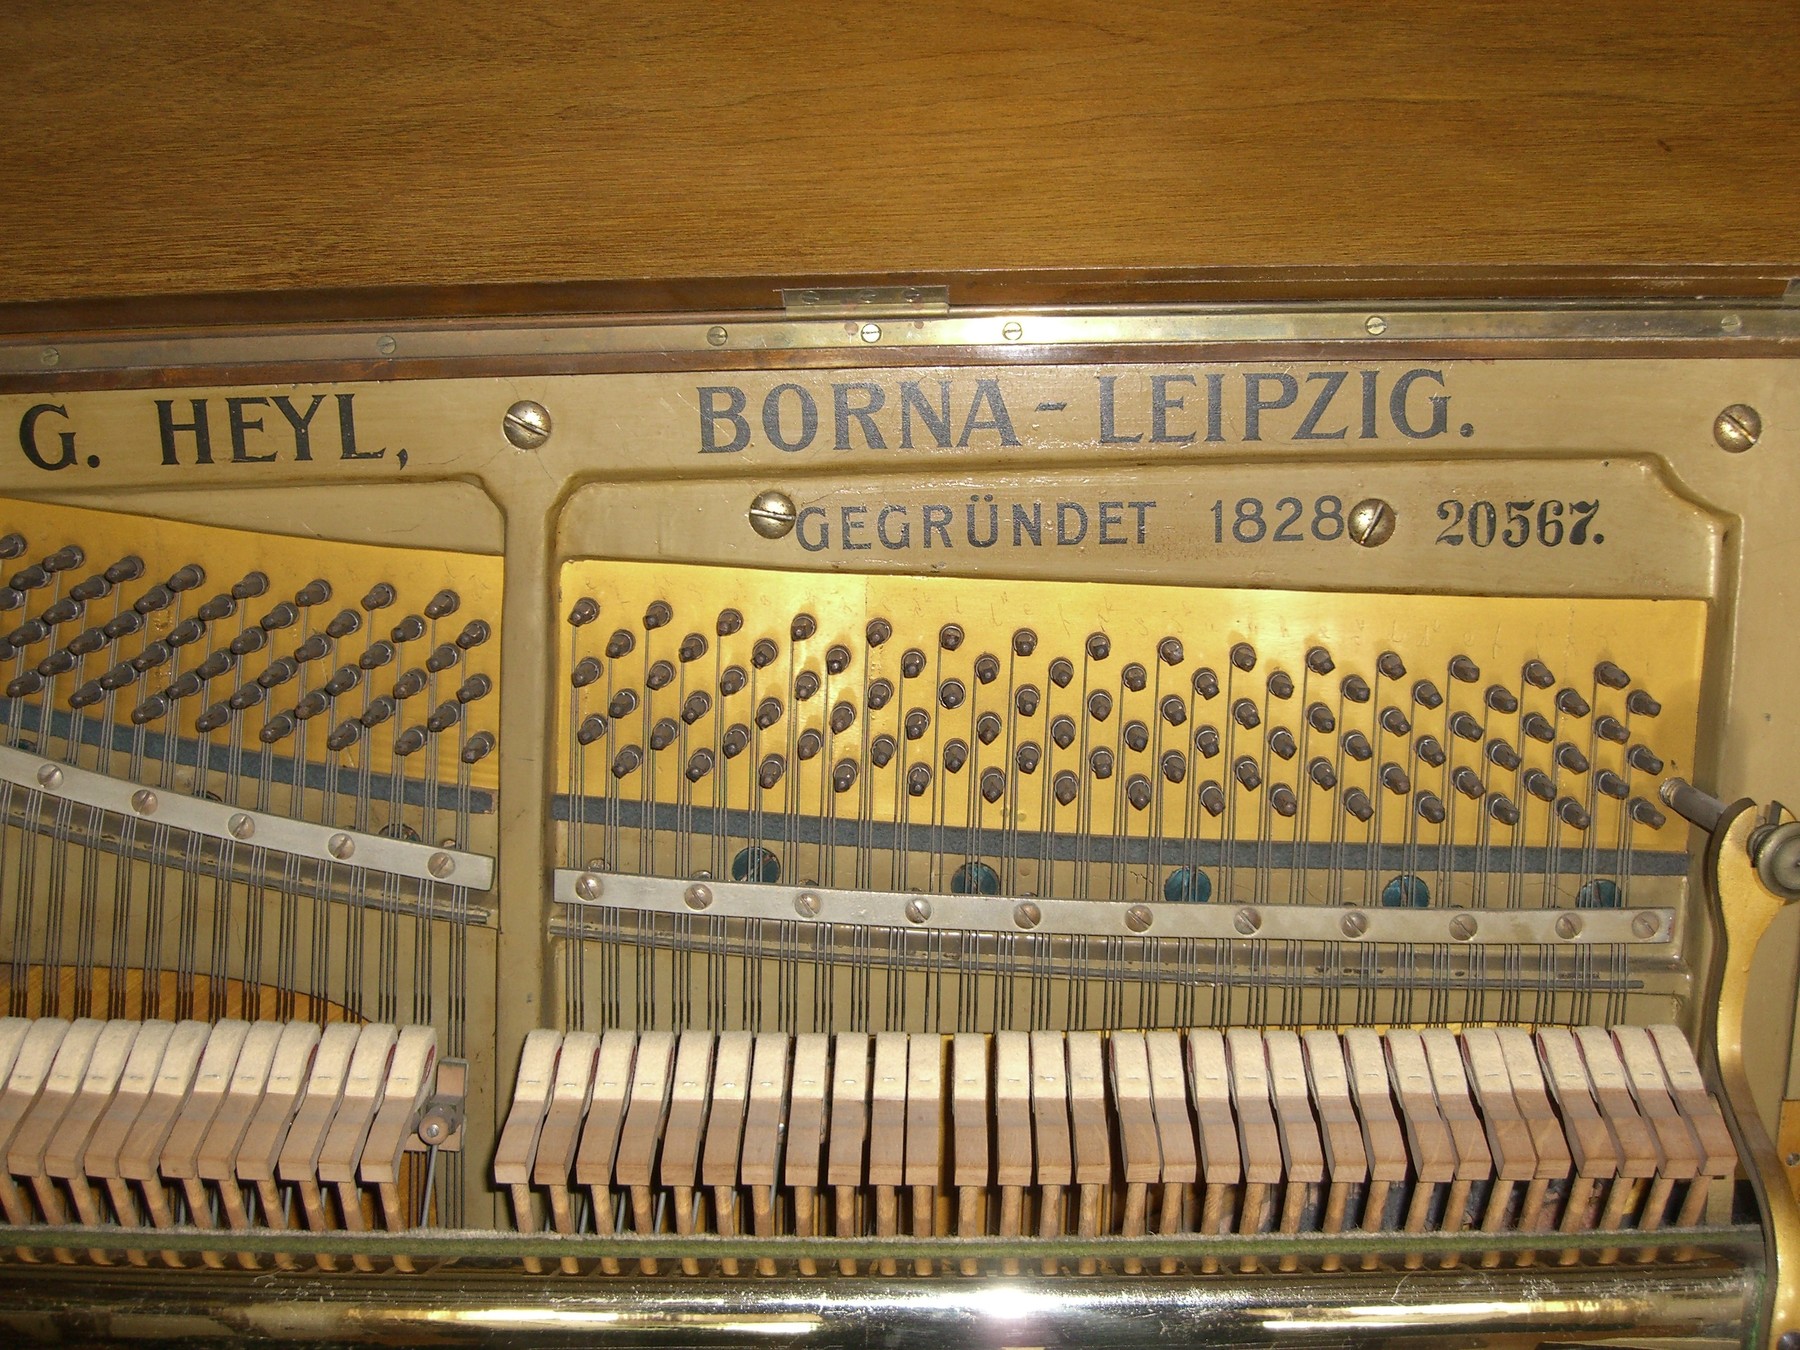 G. HEYL, BORNA-LEIPZIG.
GEGRÜNDET 1828 20567.